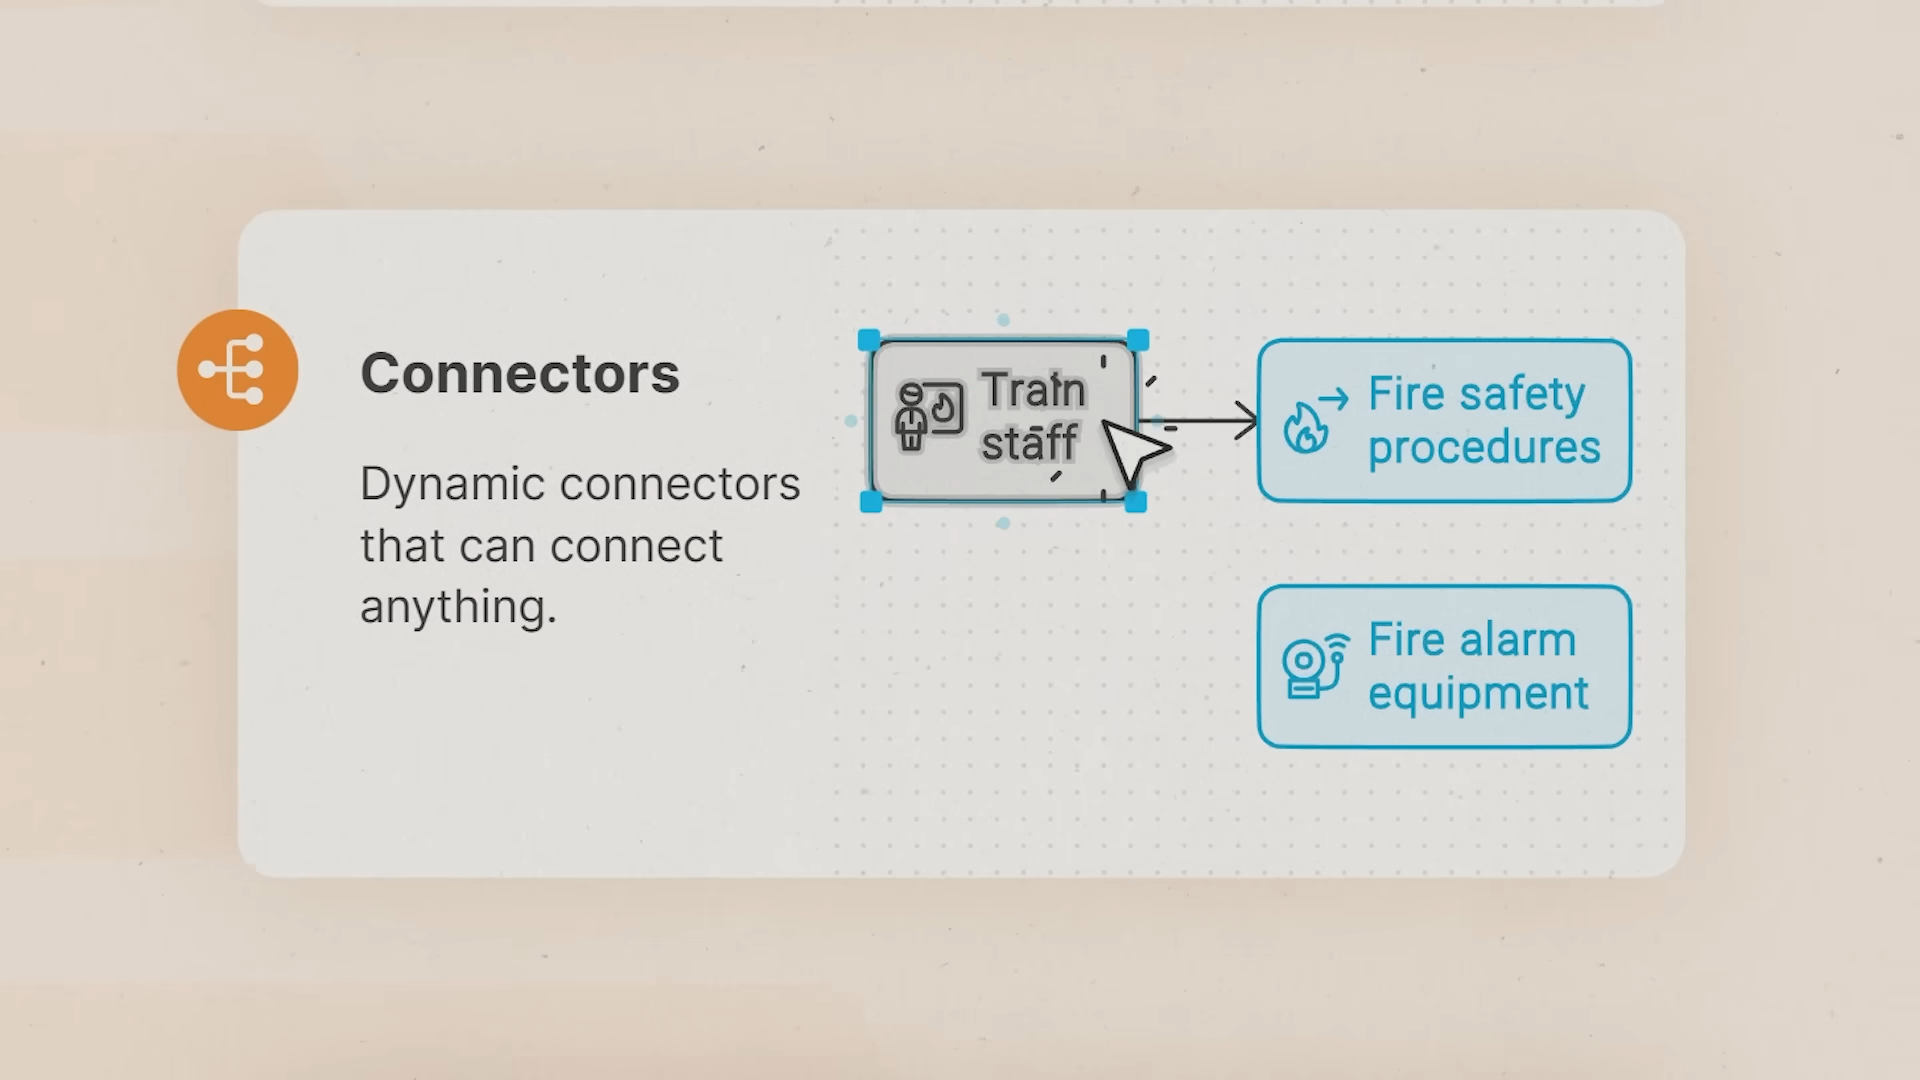 Connectors
Dynamic connectors
that can connect
anything.
Train
staff
Fire safety
procedures
Fire alarm
equipment